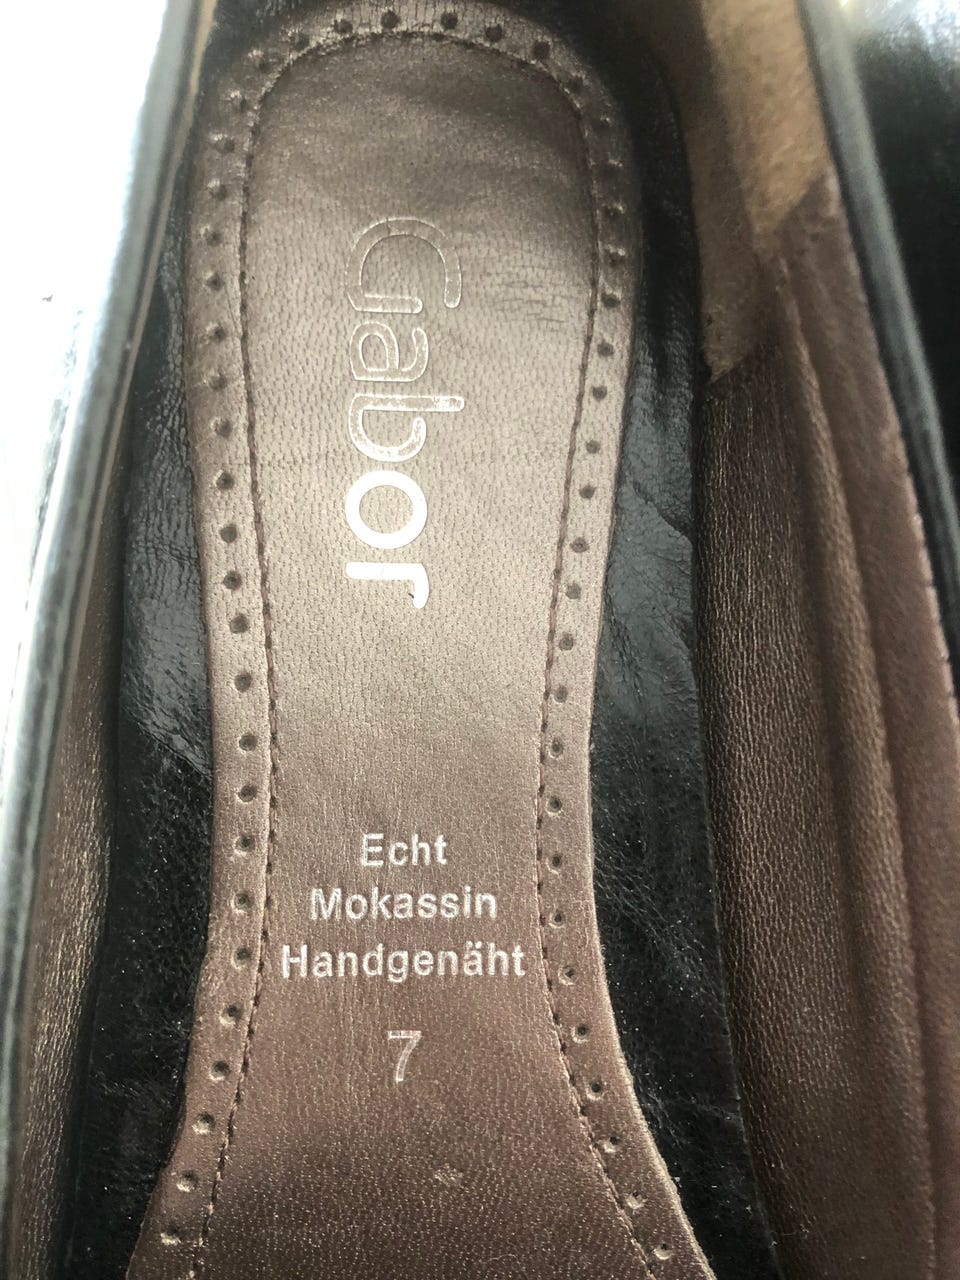 Gabor
Echt
Mokassin
Handgenäht
7